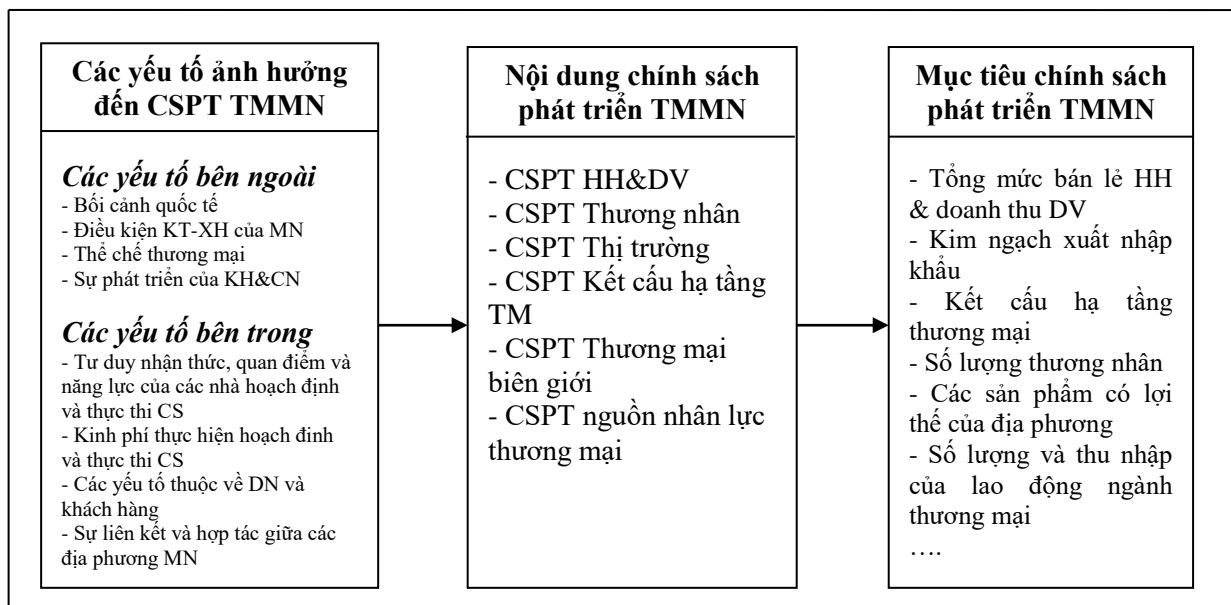 Các yếu tố ảnh hưởng
đến CSPT TMMN
Các yếu tố bên ngoài
- Bối cảnh quốc tế
- Điều kiện KT-XH của MN
- Thể chế thương mại
- Sự phát triển của KH&CN
Các yếu tố bên trong
- Tư duy nhận thức, quan điểm và
năng lực của các nhà hoạch định
và thực thi CS
- Kinh phí thực hiện hoạch đinh
và thực thi CS
- Các yếu tố thuộc về DN và
khách hàng
- Sự liên kết và hợp tác giữa các
địa phương MN
Nội dung chính sách
phát triển TMMN
- CSPT HH&DV
- CSPT Thương nhân
- CSPT Thị trường
- CSPT Kết cấu hạ tầng
TM
- CSPT Thương mại
biên giới
- CSPT nguồn nhân lực
thương mại
Mục tiêu chính sách
phát triển TMMN
- Tổng mức bán lẻ HH
& doanh thu DV
- Kim ngạch xuất nhập
khẩu
- Kết cấu hạ tầng
thương mại
- Số lượng thương nhân
- Các sản phẩm có lợi
thế của địa phương
- Số lượng và thu nhập
của lao động ngành
thương mại
….